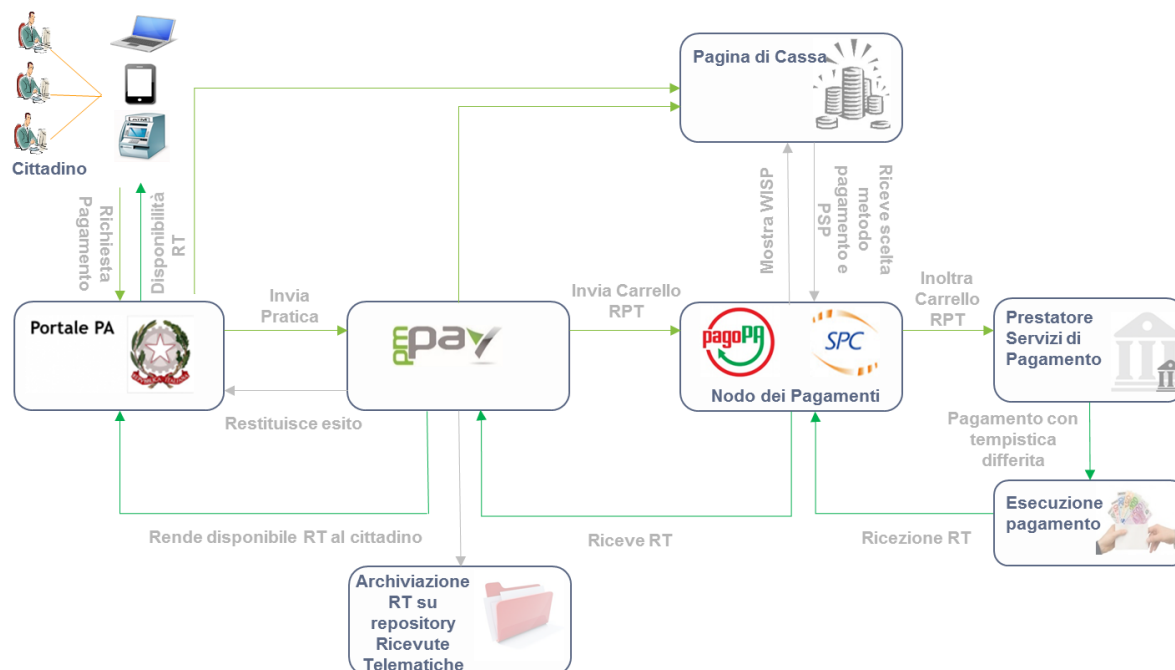 Cittadino
Pagina di Cassa
Richiesta
Pagamento
Disponibilità
RT
Mostra WISP
Riceve scelta
metodo
pagamento e
PSP
Portale PA
Invia
Pratica
pmpay
Invia Carrello
RPT
pagoPA
SPC
Nodo dei Pagamenti
Inoltra
Carrello
RPT
Prestatore
Servizi di
Pagamento
Restituisce esito
Pagamento con
tempistica
differita
Esecuzione
pagamento
Rende disponibile RT al cittadino
Riceve RT
Ricezione RT
Archiviazione
RT su
repository
Ricevute
Telematiche